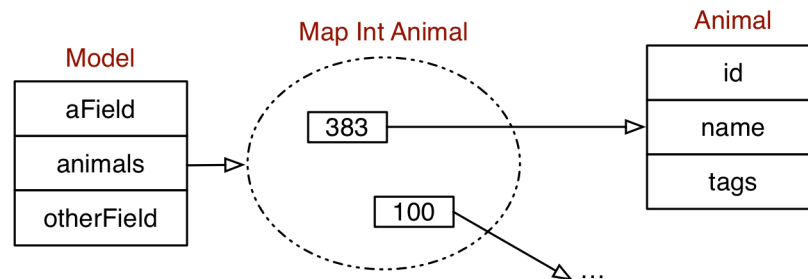 Model
aField
animals
otherField
Map Int Animal
383
100
...
Animal
id
name
tags